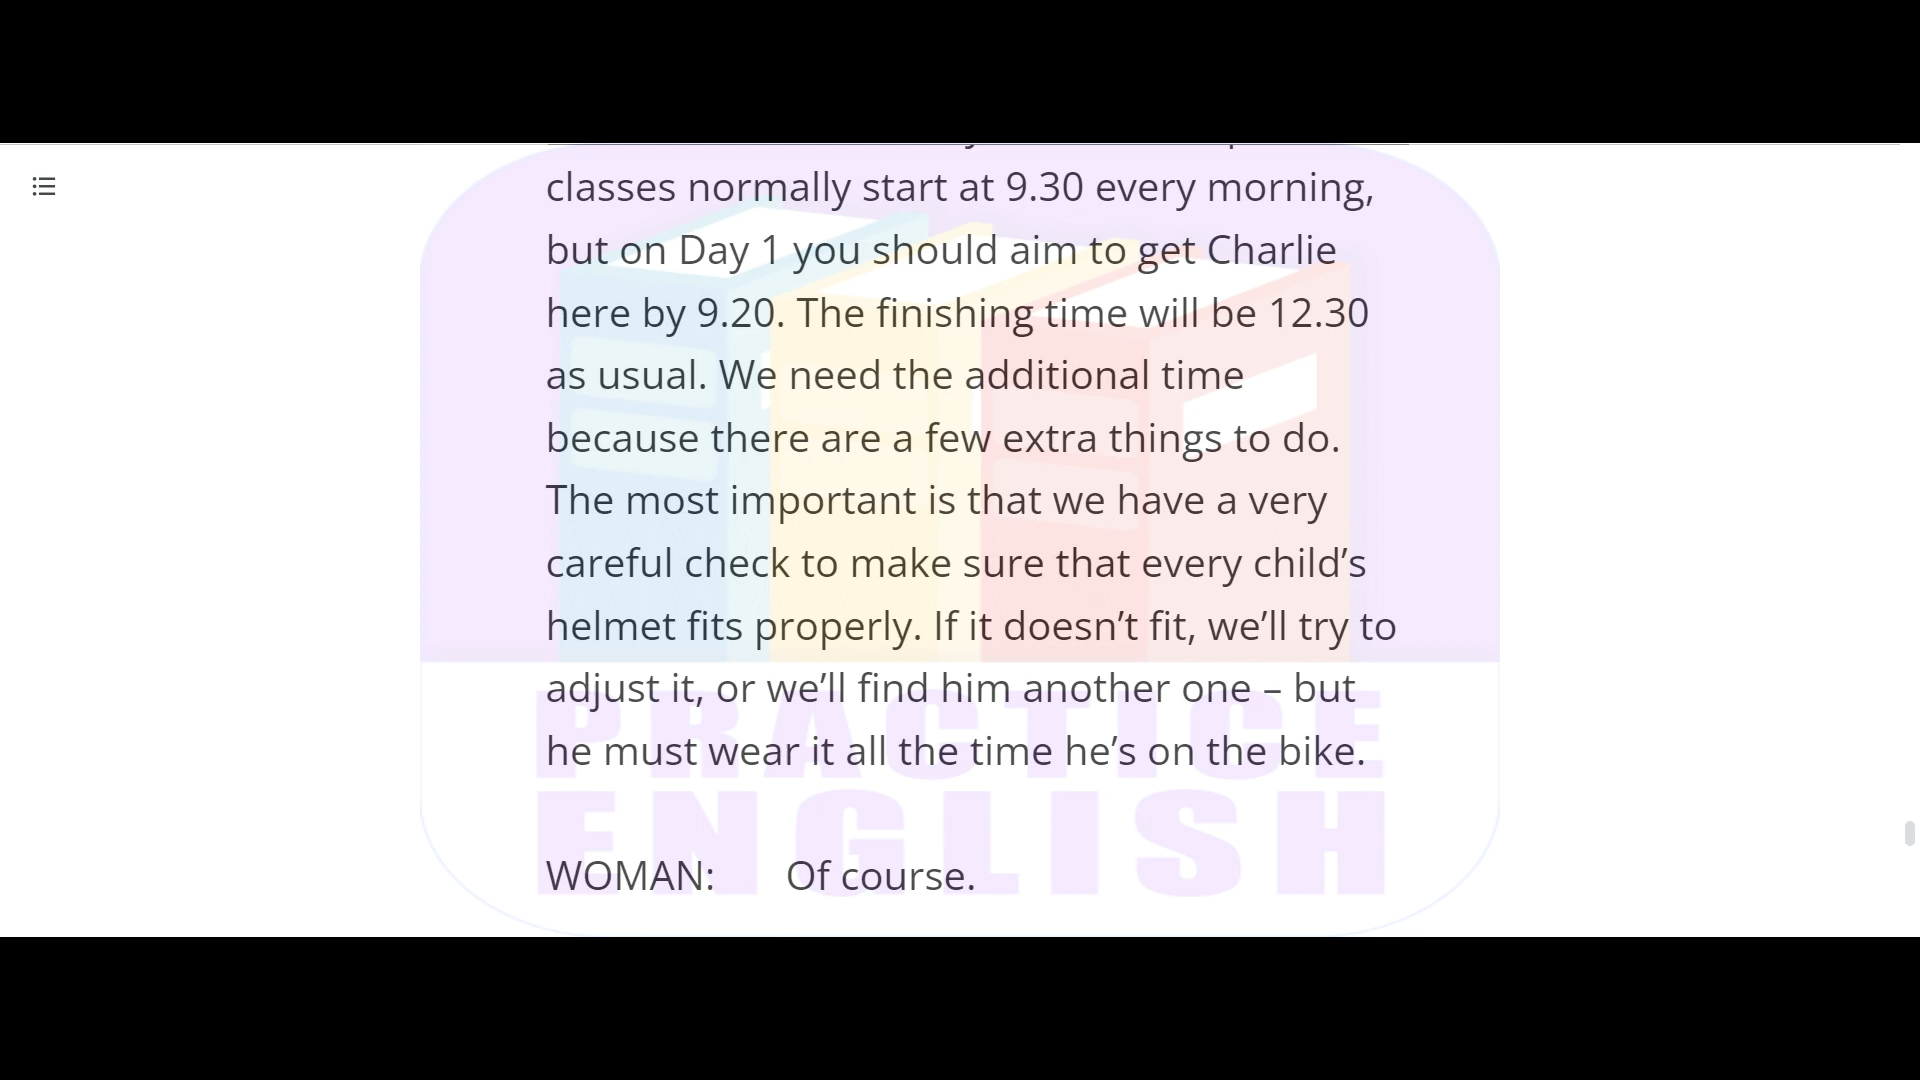 classes normally start at 9.30 every morning,
but on Day 1 you should aim to get Charlie
here by 9.20. The finishing time will be 12.30
as usual. We need the additional time
because there are a few extra things to do.
The most important is that we have a very
careful check to make sure that every child’s
helmet fits properly. If it doesn’t fit, we’ll try to
adjust it, or we’ll find him another one – but
he must wear it all the time he’s on the bike.
PRACTICE
ENGLISH
WOMAN: Of course.